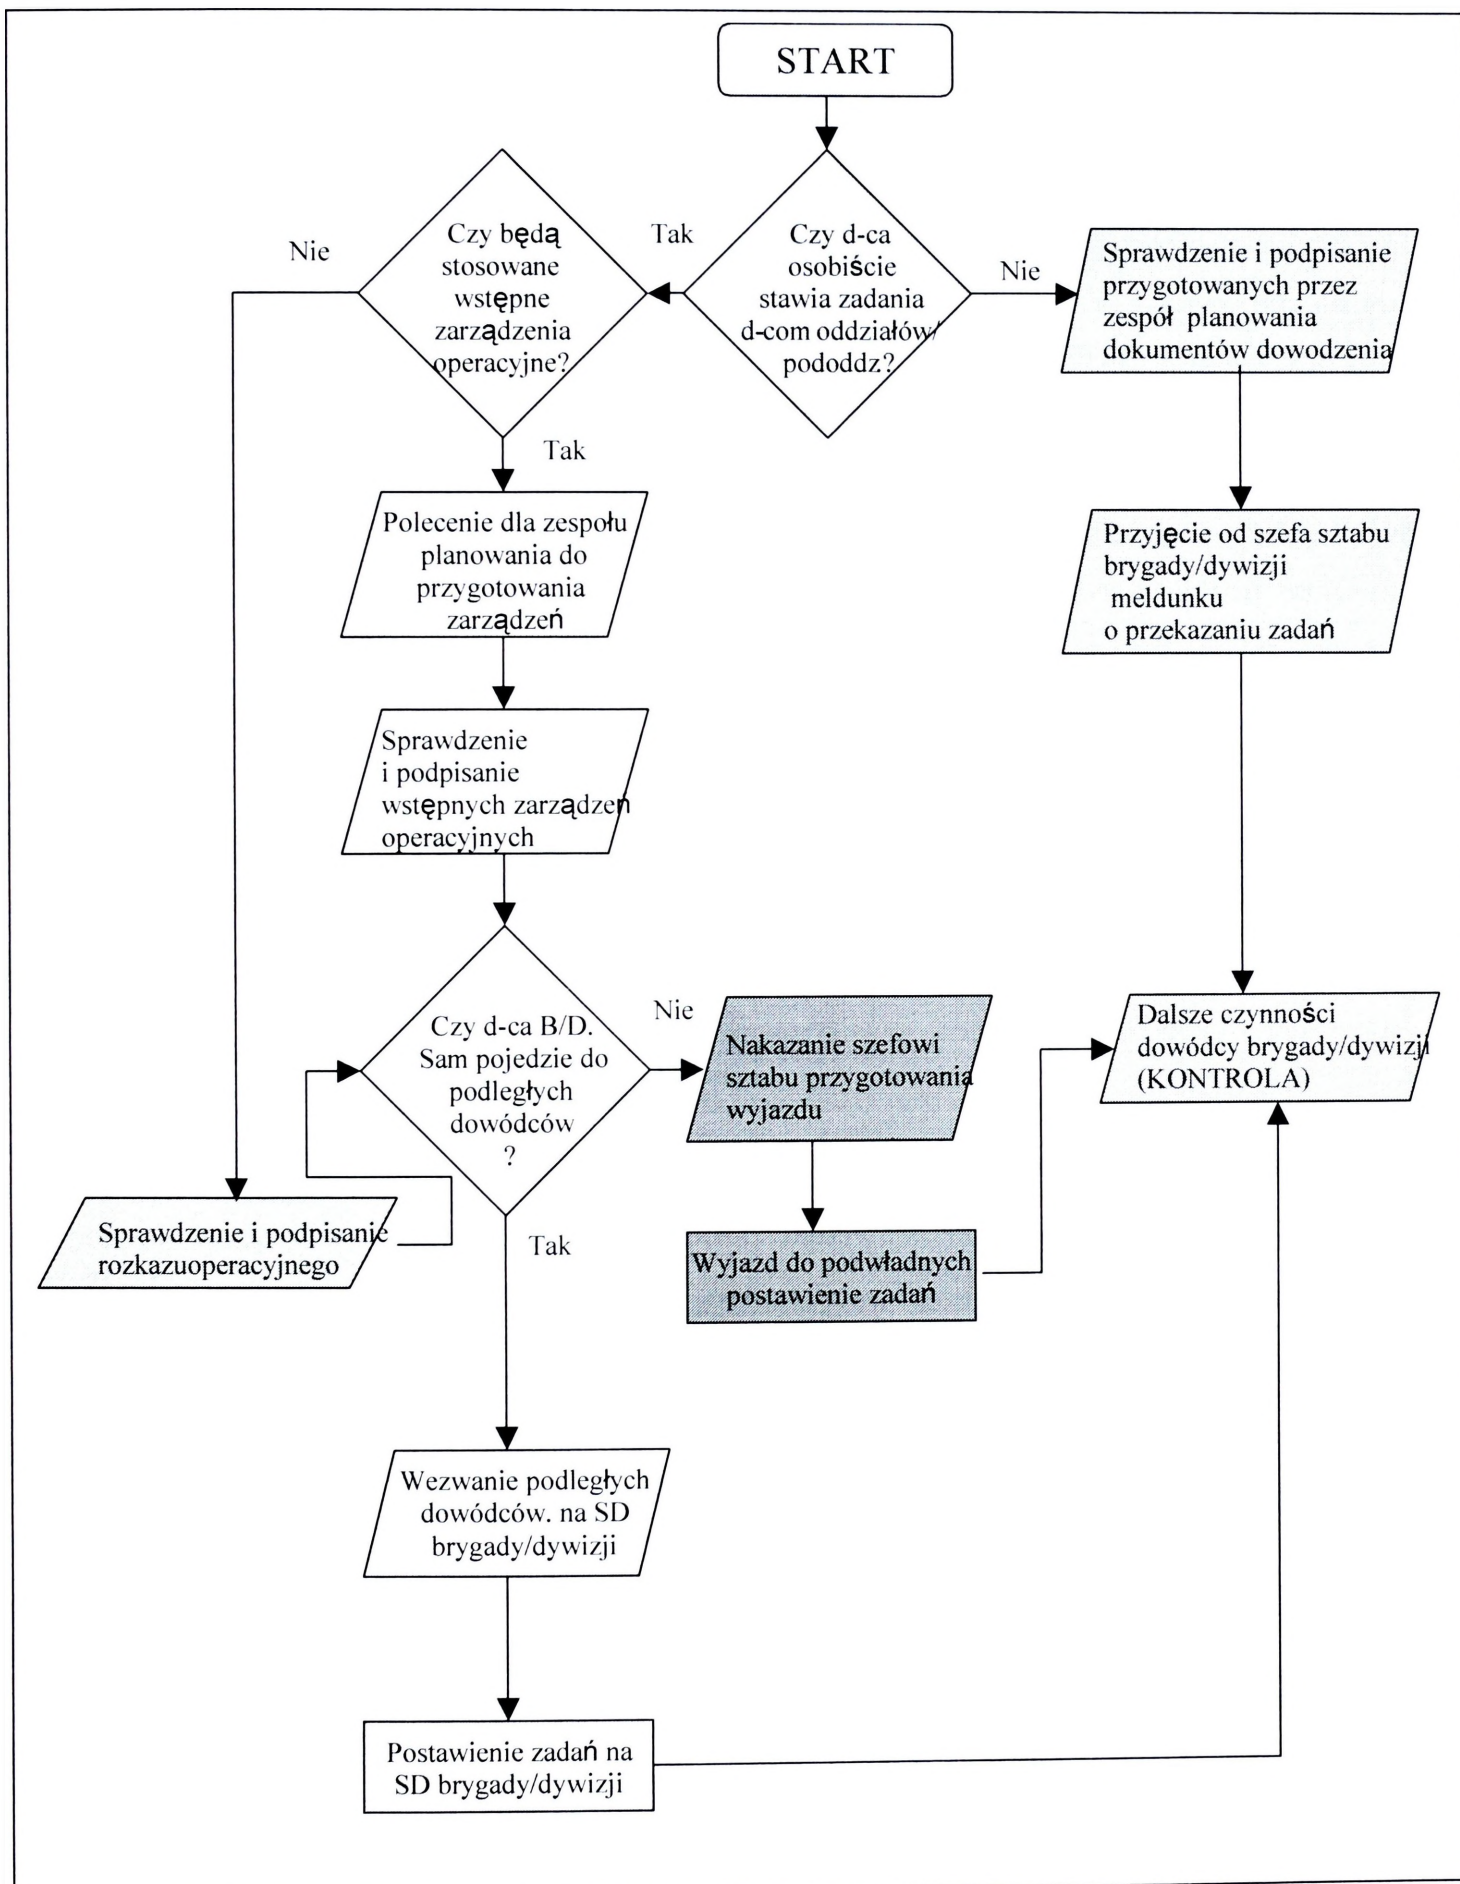 START
Czy d-ca
osobiście
stawia zadania
d-com oddziałów/
pododdz.?
Tak
Nie
Czy będą
stosowane
wstępne
zarządzenia
operacyjne?
Nie
Tak
Sprawdzenie i podpisanie
przygotowanych przez
zespół planowania
dokumentów dowodzenia
Polecenie dla zespołu
planowania do
przygotowania
zarządzeń
Przyjęcie od szefa sztabu
brygady/dywizji
meldunku
o przekazaniu zadań
Sprawdzenie
i podpisanie
wstępnych zarządzeń
operacyjnych
Czy d-ca B/D.
Sam pojedzie do
podległych
dowódców
?
Nie
Tak
Nakazanie szefowi
sztabu przygotowania
wyjazdu
Dalsze czynności
dowódcy brygady/dywizji
(KONTROLA)
Sprawdzenie i podpisanie
rozkazuoperacyjnego
Wyjazd do podwładnych
postawienie zadań
Wezwanie podległych
dowódców. na SD
brygady/dywizji
Postawienie zadań na
SD brygady/dywizji